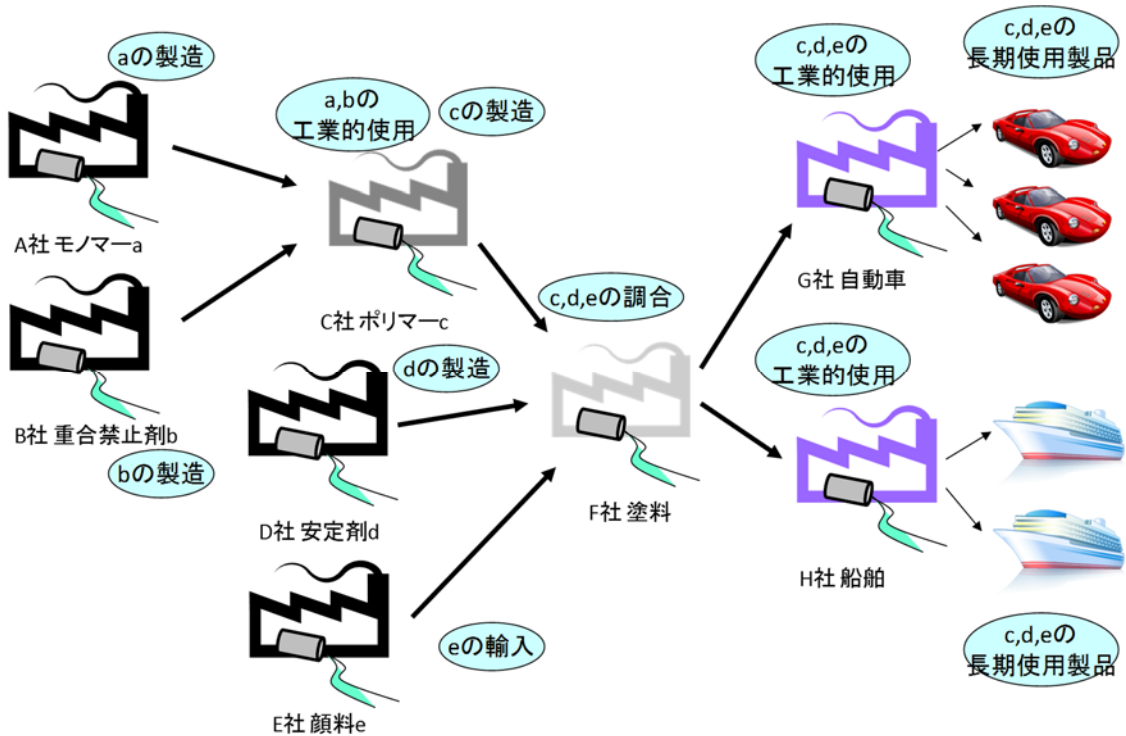 aの製造
A社 モノマーa
B社 重合禁止剤b
bの製造
a,bの
工業的使用
cの製造
C社 ポリマーc
dの製造
D社 安定剤d
E社 顔料e
eの輸入
c,d,eの調合
F社 塗料
c,d,eの
工業的使用
G社 自動車
c,d,eの
長期使用製品
c,d,eの
工業的使用
H社 船舶
c,d,eの
長期使用製品